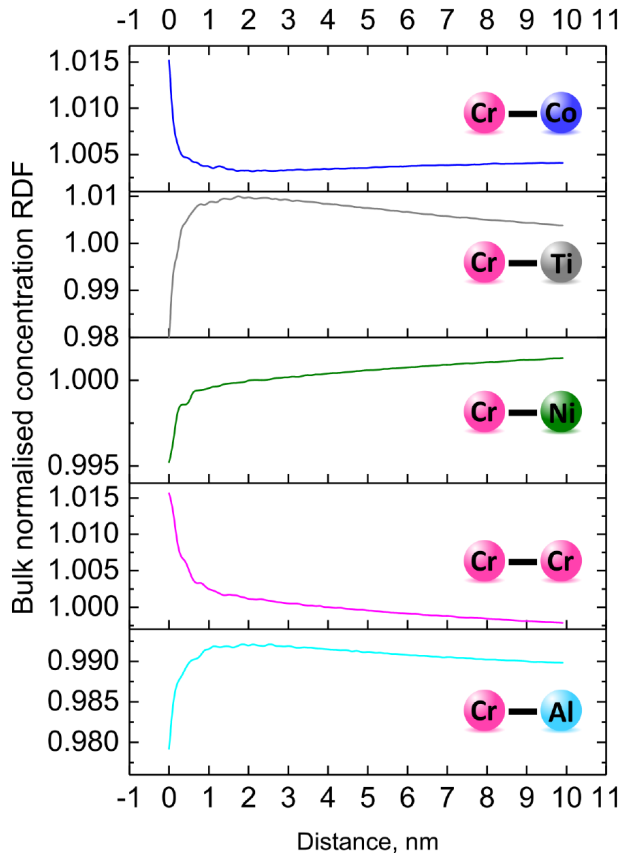 -1 0 1 2 3 4 5 6 7 8 9 10 11
1.015
1.010
1.005
Cr Co
1.01
1.00
0.99
0.98
Cr Ti
1.000
0.995
Cr Ni
1.015
1.010
1.005
1.000
Cr Cr
0.990
0.985
0.980
Cr Al
-1 0 1 2 3 4 5 6 7 8 9 10 11
Distance, nm
Bulk normalised concentration RDF